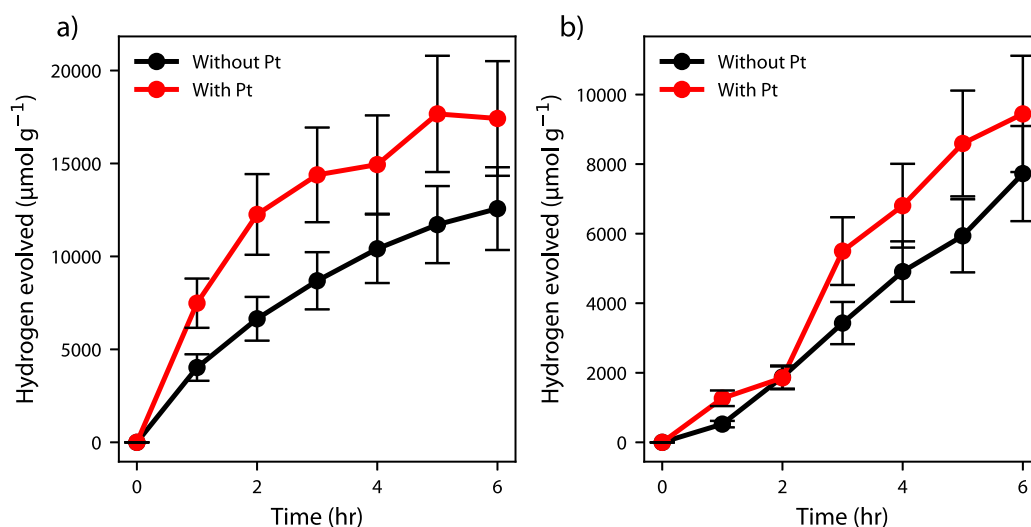 a)
Without Pt
With Pt
20000
15000
10000
5000
0
Hydrogen evolved (μmol g⁻¹)
0 2 4 6
Time (hr)
b)
Without Pt
With Pt
10000
8000
6000
4000
2000
0
Hydrogen evolved (μmol g⁻¹)
0 2 4 6
Time (hr)